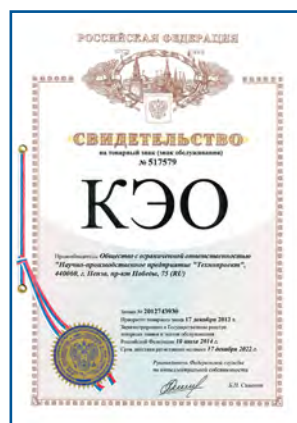 РОССИЙСКАЯ ФЕДЕРАЦИЯ
СВИДЕТЕЛЬСТВО
на товарный знак (знак обслуживания)
№ 517579
КЭО
Правообладатель: Общество с ограниченной ответственностью
"Научно-производственное предприятие "Технопроект",
440008, г. Пенза, пр-кт Победы, 75 (RU)
Заявка № 2012743930
Приоритет товарного знака 17 декабря 2012 г.
Зарегистрировано в Государственном реестре
товарных знаков и знаков обслуживания
Российской Федерации 10 июля 2014 г.
Срок действия регистрации истекает 17 декабря 2022 г.
Руководитель Федеральной службы
по интеллектуальной собственности
Б.П. Симонов